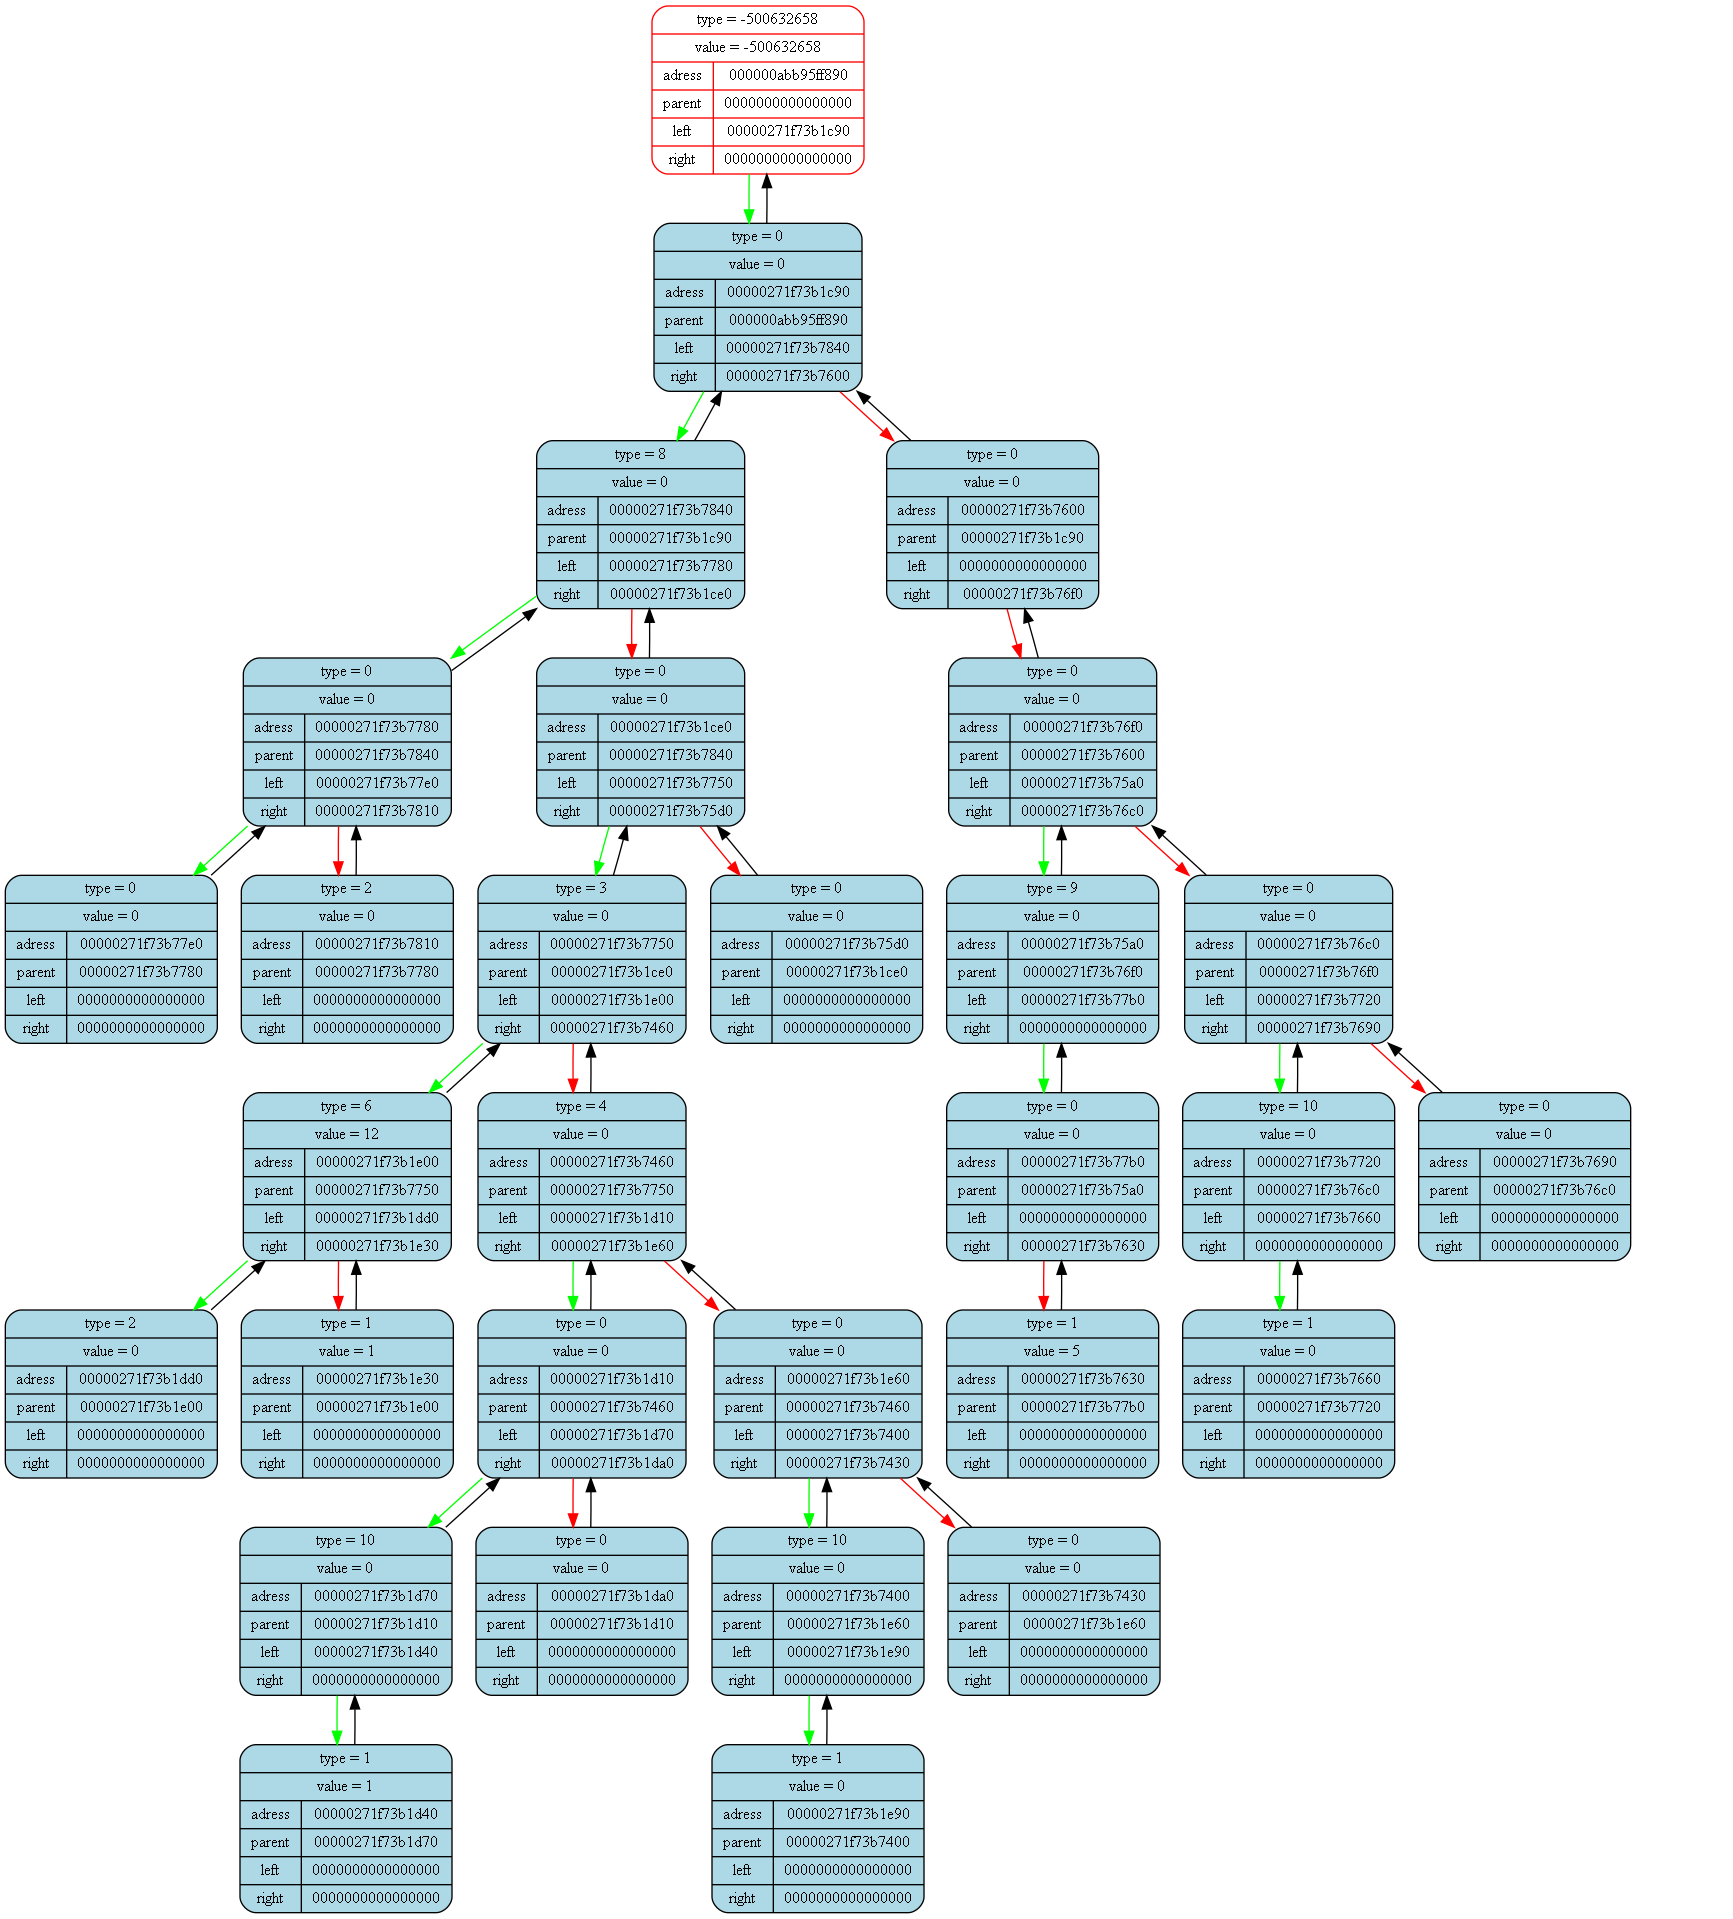 type = -500632658
value = -500632658
adress 000000abb95ff890
parent 0000000000000000
left 00000271f73b1c90
right 0000000000000000
type = 0
value = 0
adress 00000271f73b1c90
parent 000000abb95ff890
left 00000271f73b7840
right 00000271f73b7600
type = 8
value = 0
adress 00000271f73b7840
parent 00000271f73b1c90
left 00000271f73b7780
right 00000271f73b1ce0
type = 0
value = 0
adress 00000271f73b7600
parent 00000271f73b1c90
left 0000000000000000
right 00000271f73b76f0
type = 0
value = 0
adress 00000271f73b7780
parent 00000271f73b7840
left 00000271f73b77e0
right 00000271f73b7810
type = 0
value = 0
adress 00000271f73b1ce0
parent 00000271f73b7840
left 00000271f73b7750
right 00000271f73b75d0
type = 0
value = 0
adress 00000271f73b76f0
parent 00000271f73b7600
left 00000271f73b75a0
right 00000271f73b76c0
type = 0
value = 0
adress 00000271f73b77e0
parent 00000271f73b7780
left 0000000000000000
right 0000000000000000
type = 2
value = 0
adress 00000271f73b7810
parent 00000271f73b7780
left 0000000000000000
right 0000000000000000
type = 3
value = 0
adress 00000271f73b7750
parent 00000271f73b1ce0
left 00000271f73b1e00
right 00000271f73b7460
type = 0
value = 0
adress 00000271f73b75d0
parent 00000271f73b1ce0
left 0000000000000000
right 0000000000000000
type = 9
value = 0
adress 00000271f73b75a0
parent 00000271f73b76f0
left 00000271f73b77b0
right 0000000000000000
type = 0
value = 0
adress 00000271f73b76c0
parent 00000271f73b76f0
left 00000271f73b7720
right 00000271f73b7690
type = 6
value = 12
adress 00000271f73b1e00
parent 00000271f73b7750
left 00000271f73b1dd0
right 00000271f73b1e30
type = 4
value = 0
adress 00000271f73b7460
parent 00000271f73b7750
left 00000271f73b1d10
right 00000271f73b1e60
type = 0
value = 0
adress 00000271f73b77b0
parent 00000271f73b75a0
left 0000000000000000
right 00000271f73b7630
type = 10
value = 0
adress 00000271f73b7720
parent 00000271f73b76c0
left 00000271f73b7660
right 0000000000000000
type = 0
value = 0
adress 00000271f73b7690
parent 00000271f73b76c0
left 0000000000000000
right 0000000000000000
type = 2
value = 0
adress 00000271f73b1dd0
parent 00000271f73b1e00
left 0000000000000000
right 0000000000000000
type = 1
value = 1
adress 00000271f73b1e30
parent 00000271f73b1e00
left 0000000000000000
right 0000000000000000
type = 0
value = 0
adress 00000271f73b1d10
parent 00000271f73b7460
left 00000271f73b1d70
right 00000271f73b1da0
type = 0
value = 0
adress 00000271f73b1e60
parent 00000271f73b7460
left 00000271f73b7400
right 00000271f73b7430
type = 1
value = 5
adress 00000271f73b7630
parent 00000271f73b77b0
left 0000000000000000
right 0000000000000000
type = 1
value = 0
adress 00000271f73b7660
parent 00000271f73b7720
left 0000000000000000
right 0000000000000000
type = 10
value = 0
adress 00000271f73b1d70
parent 00000271f73b1d10
left 00000271f73b1d40
right 0000000000000000
type = 0
value = 0
adress 00000271f73b1da0
parent 00000271f73b1d10
left 0000000000000000
right 0000000000000000
type = 10
value = 0
adress 00000271f73b7400
parent 00000271f73b1e60
left 00000271f73b1e90
right 0000000000000000
type = 0
value = 0
adress 00000271f73b7430
parent 00000271f73b1e60
left 0000000000000000
right 0000000000000000
type = 1
value = 1
adress 00000271f73b1d40
parent 00000271f73b1d70
left 0000000000000000
right 0000000000000000
type = 1
value = 0
adress 00000271f73b1e90
parent 00000271f73b7400
left 0000000000000000
right 0000000000000000